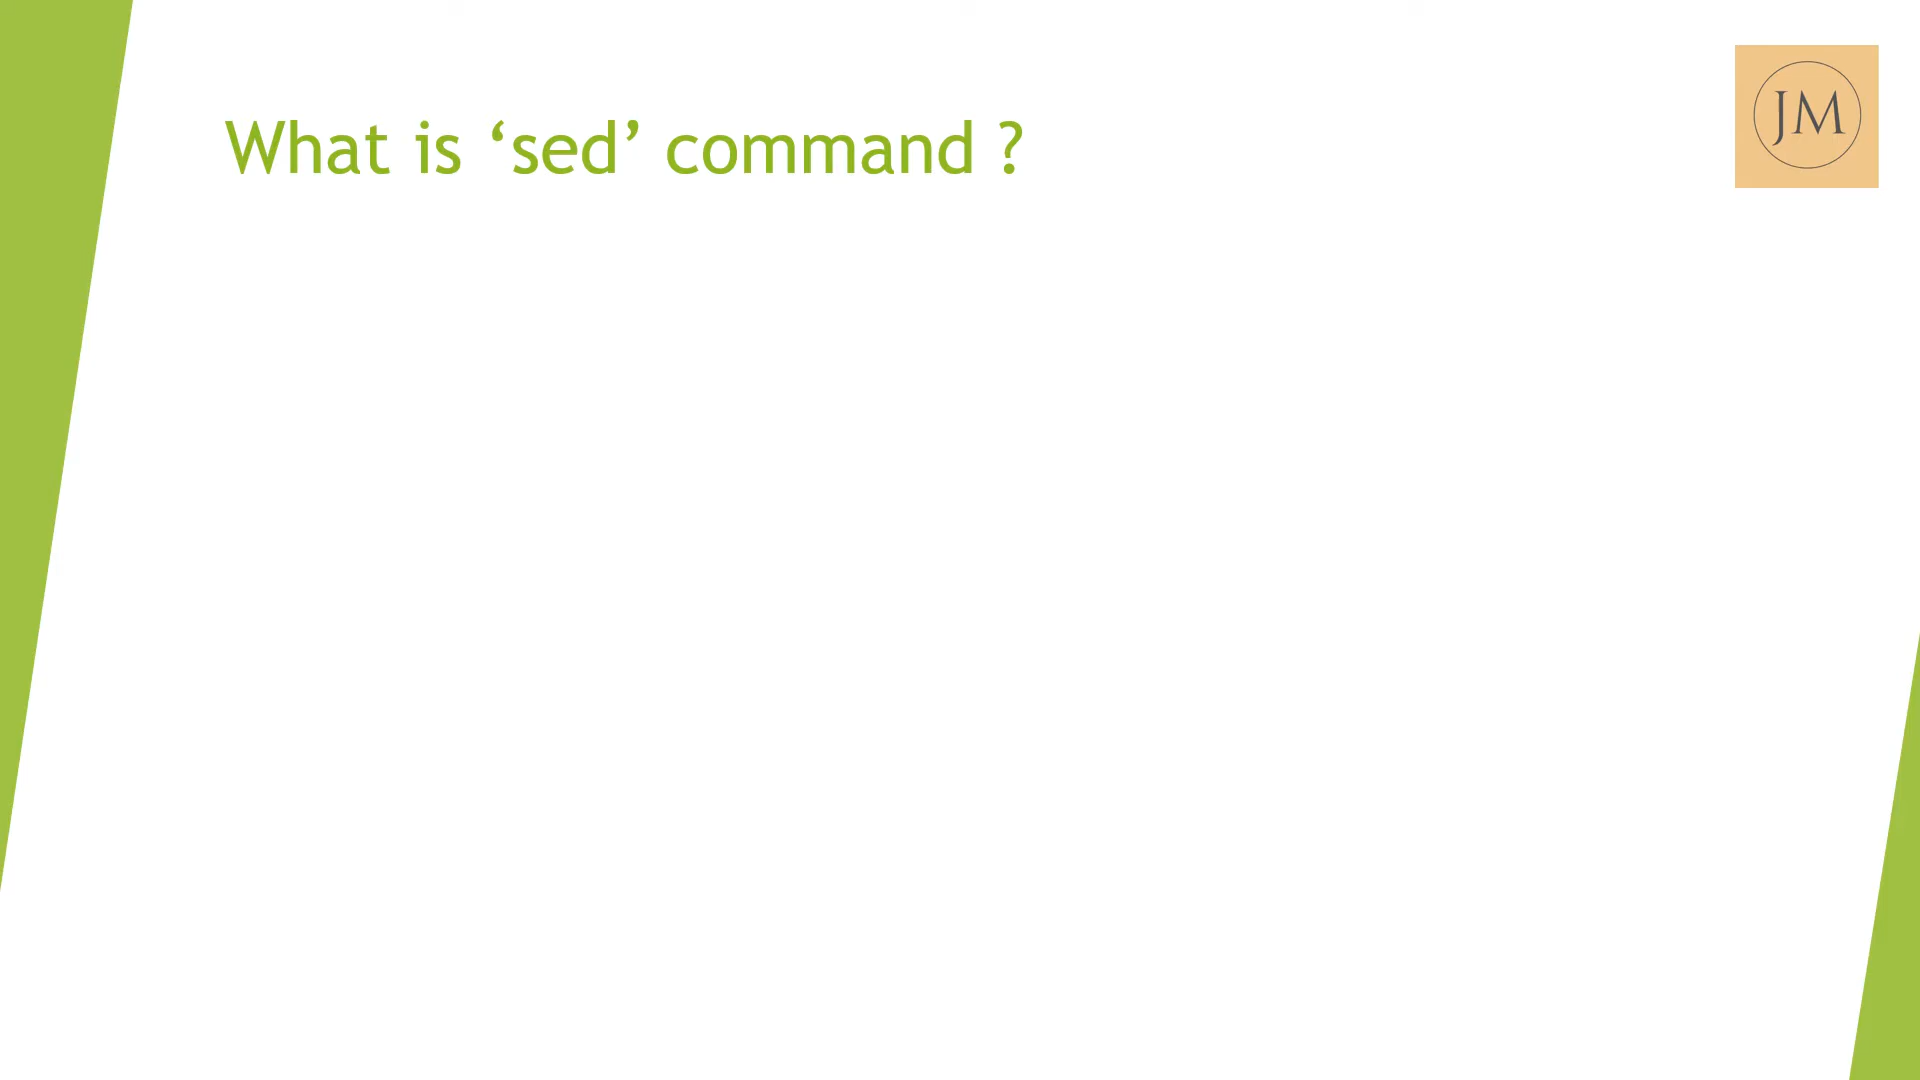 What is ‘sed’ command ?
JM